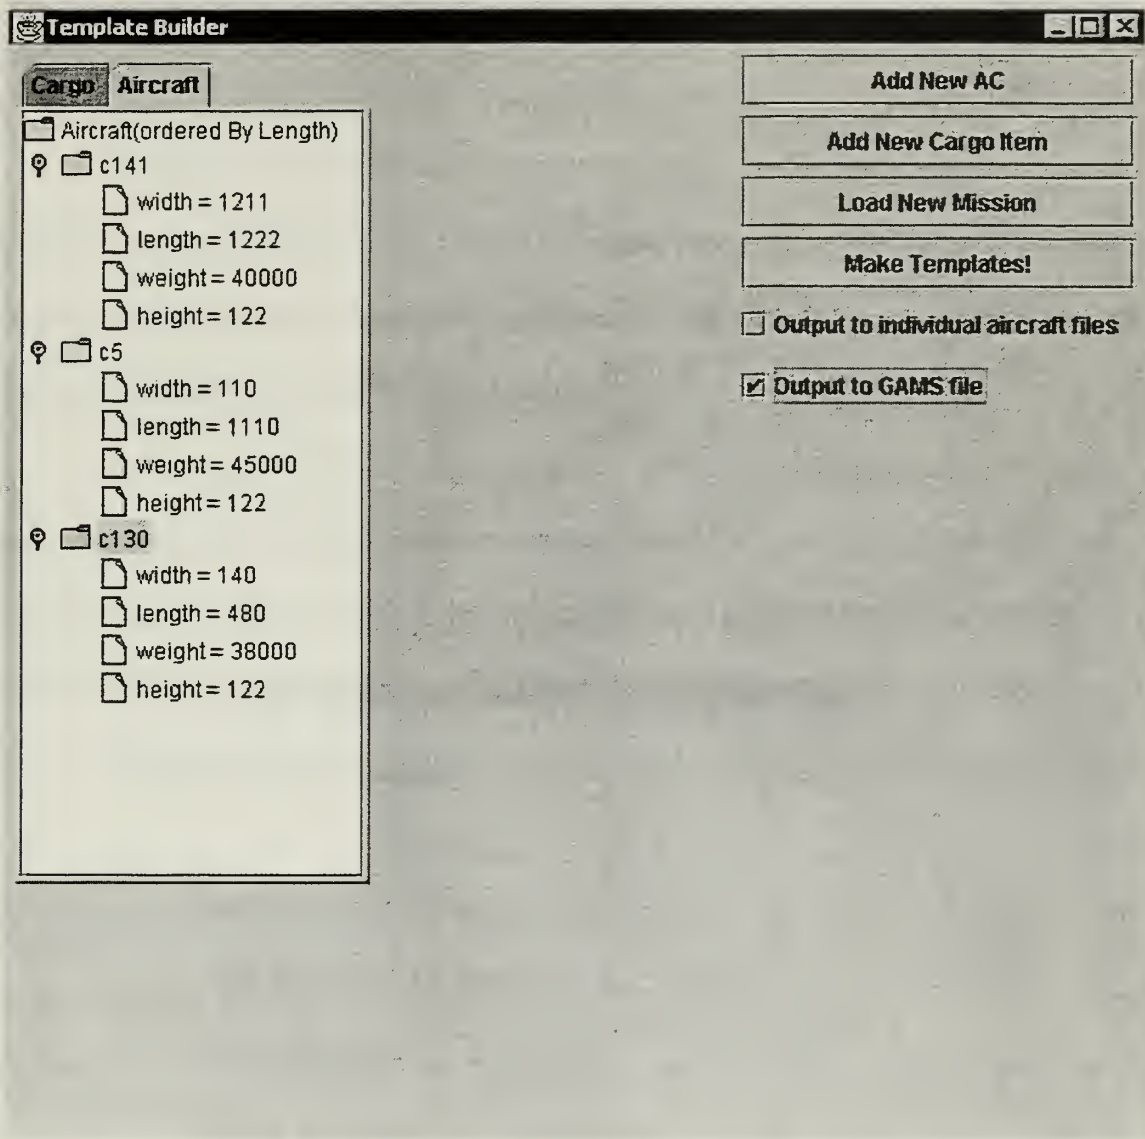 Template Builder
Cargo Aircraft
Aircraft(ordered By Length)
c141
width = 1211
length = 1222
weight = 40000
height = 122
c5
width = 110
length = 1110
weight = 45000
height = 122
c130
width = 140
length = 480
weight = 38000
height = 122
Add New AC
Add New Cargo Item
Load New Mission
Make Templates!
Output to individual aircraft files
Output to GAMS file